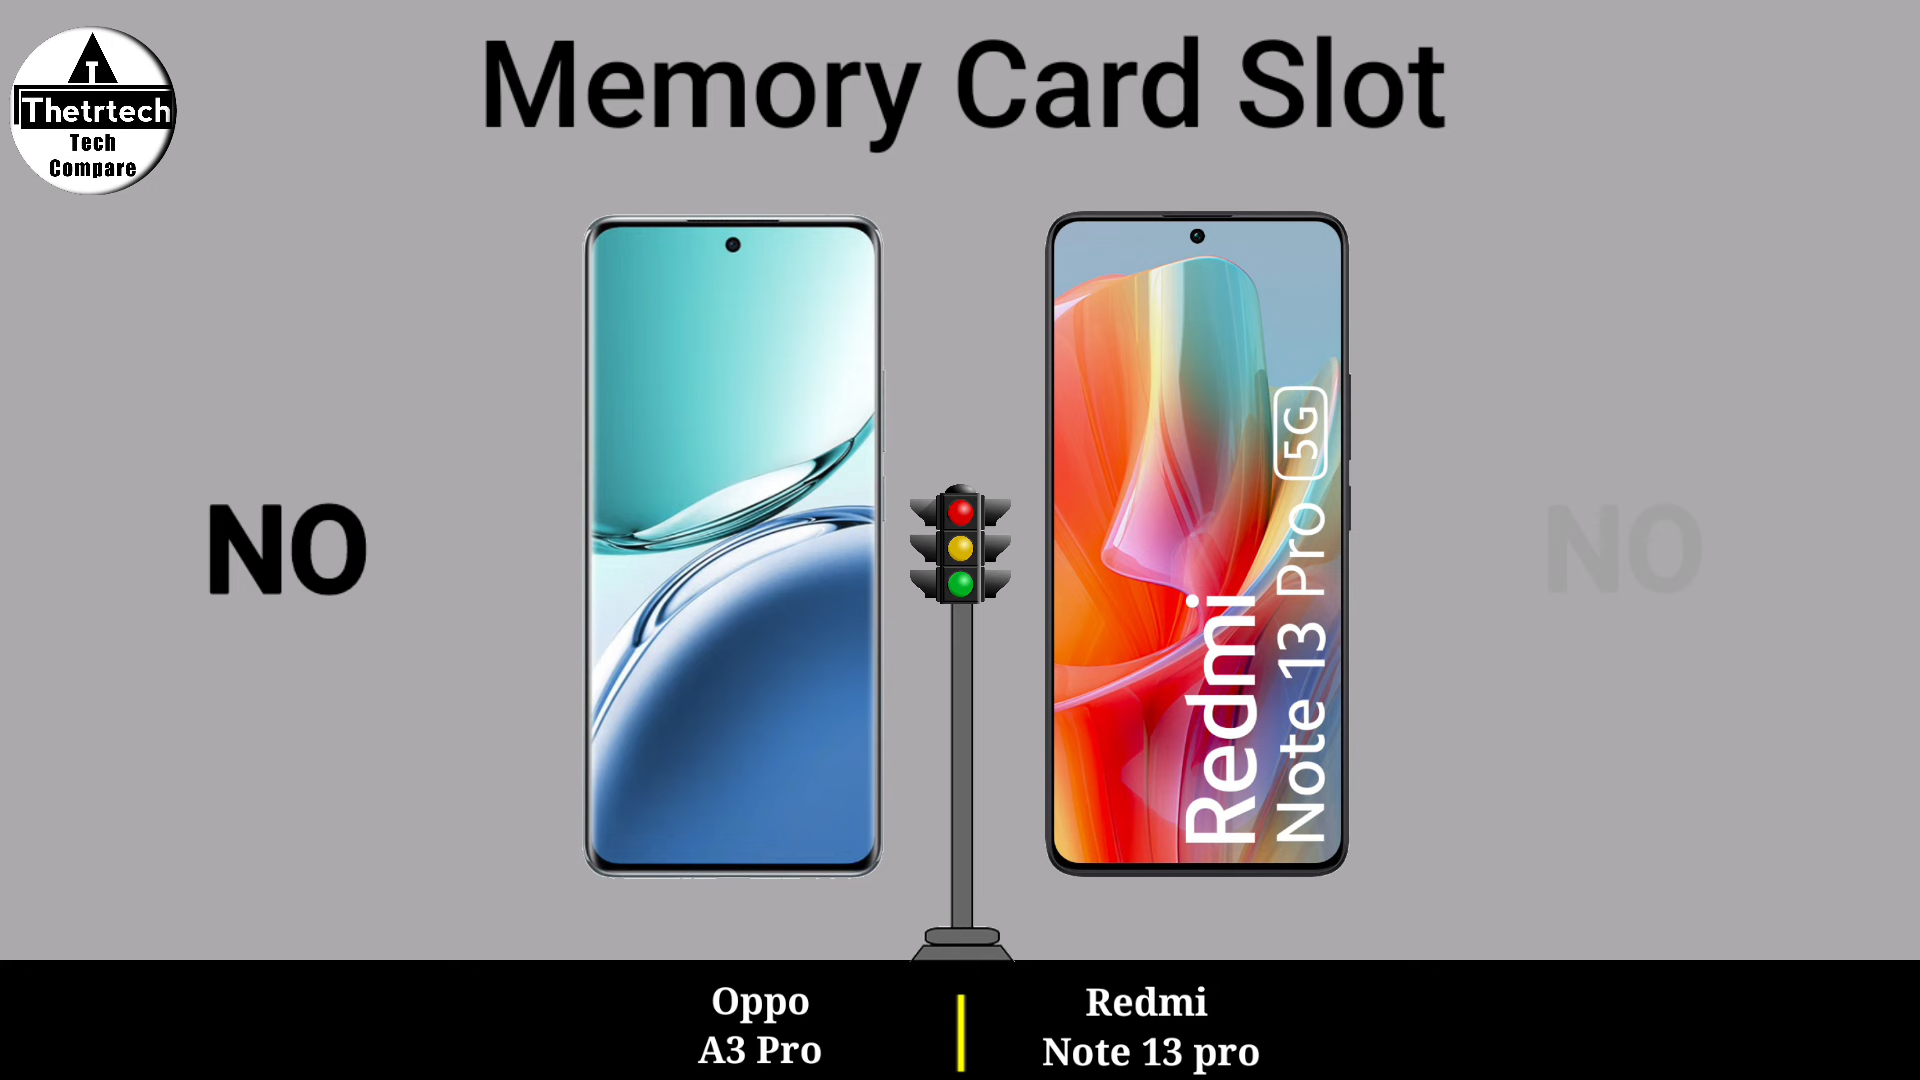 T
Thetrtech
Tech
Compare
Memory Card Slot
NO
Redmi
Note 13 Pro 5G
NO
Oppo
A3 Pro
Redmi
Note 13 pro